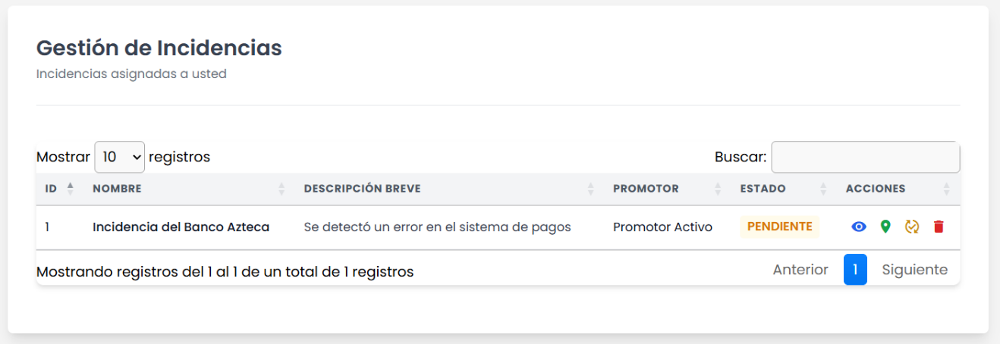 Gestión de Incidencias
Incidencias asignadas a usted
Mostrar 10 registros Buscar:
ID NOMBRE DESCRIPCIÓN BREVE PROMOTOR ESTADO ACCIONES
1 Incidencia del Banco Azteca Se detectó un error en el sistema de pagos Promotor Activo PENDIENTE
Mostrando registros del 1 al 1 de un total de 1 registros Anterior 1 Siguiente